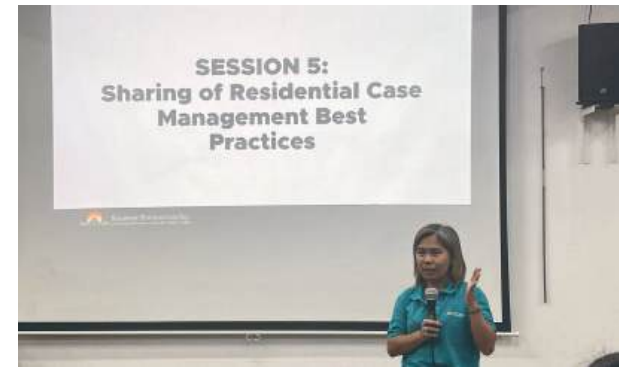 SESSION 5:
Sharing of Residential Case
Management Best
Practices